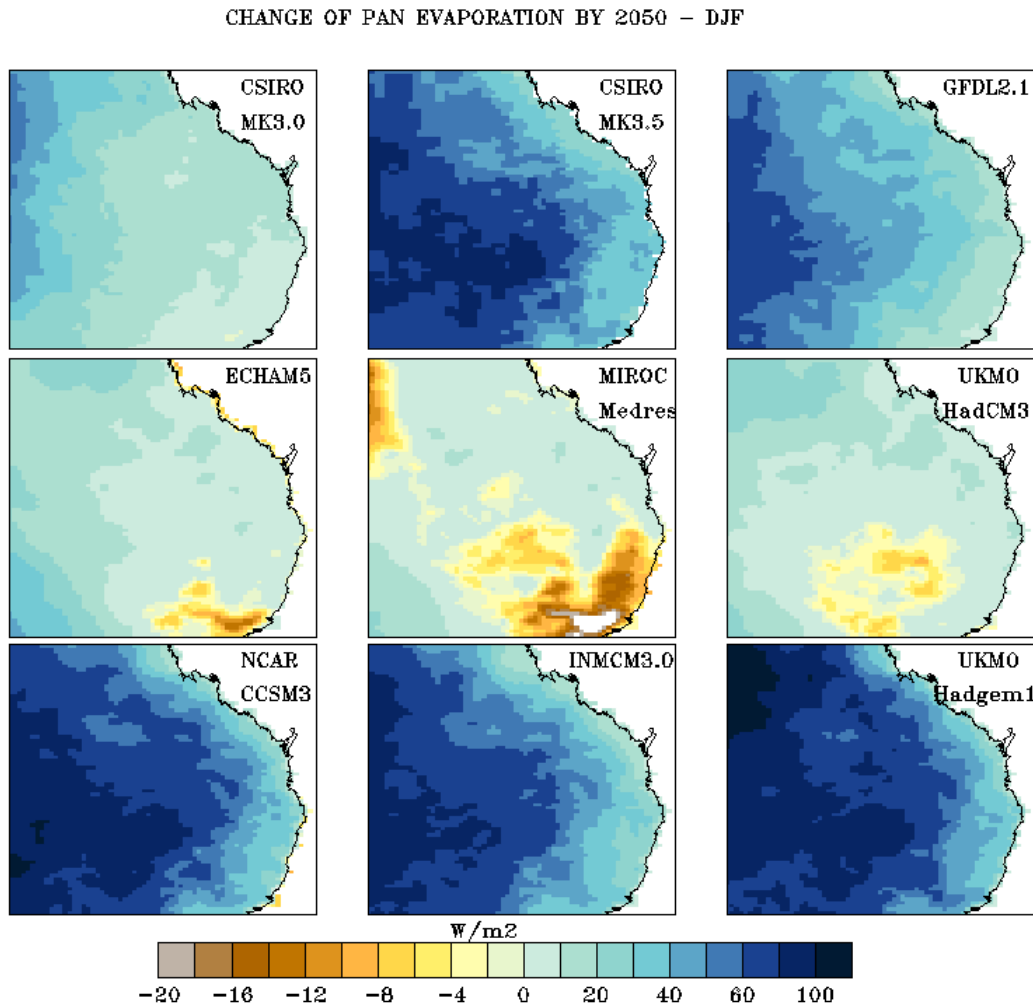 CHANGE OF PAN EVAPORATION BY 2050 - DJF
CSIRO
MK3.0
CSIRO
MK3.5
GFDL2.1
ECHAM5
MIROC
Medres
UKMO
HadCM3
NCAR
CCSM3
INMCM3.0
UKMO
Hadgem1
W/m2
-20 -16 -12 -8 -4 0 20 40 60 100